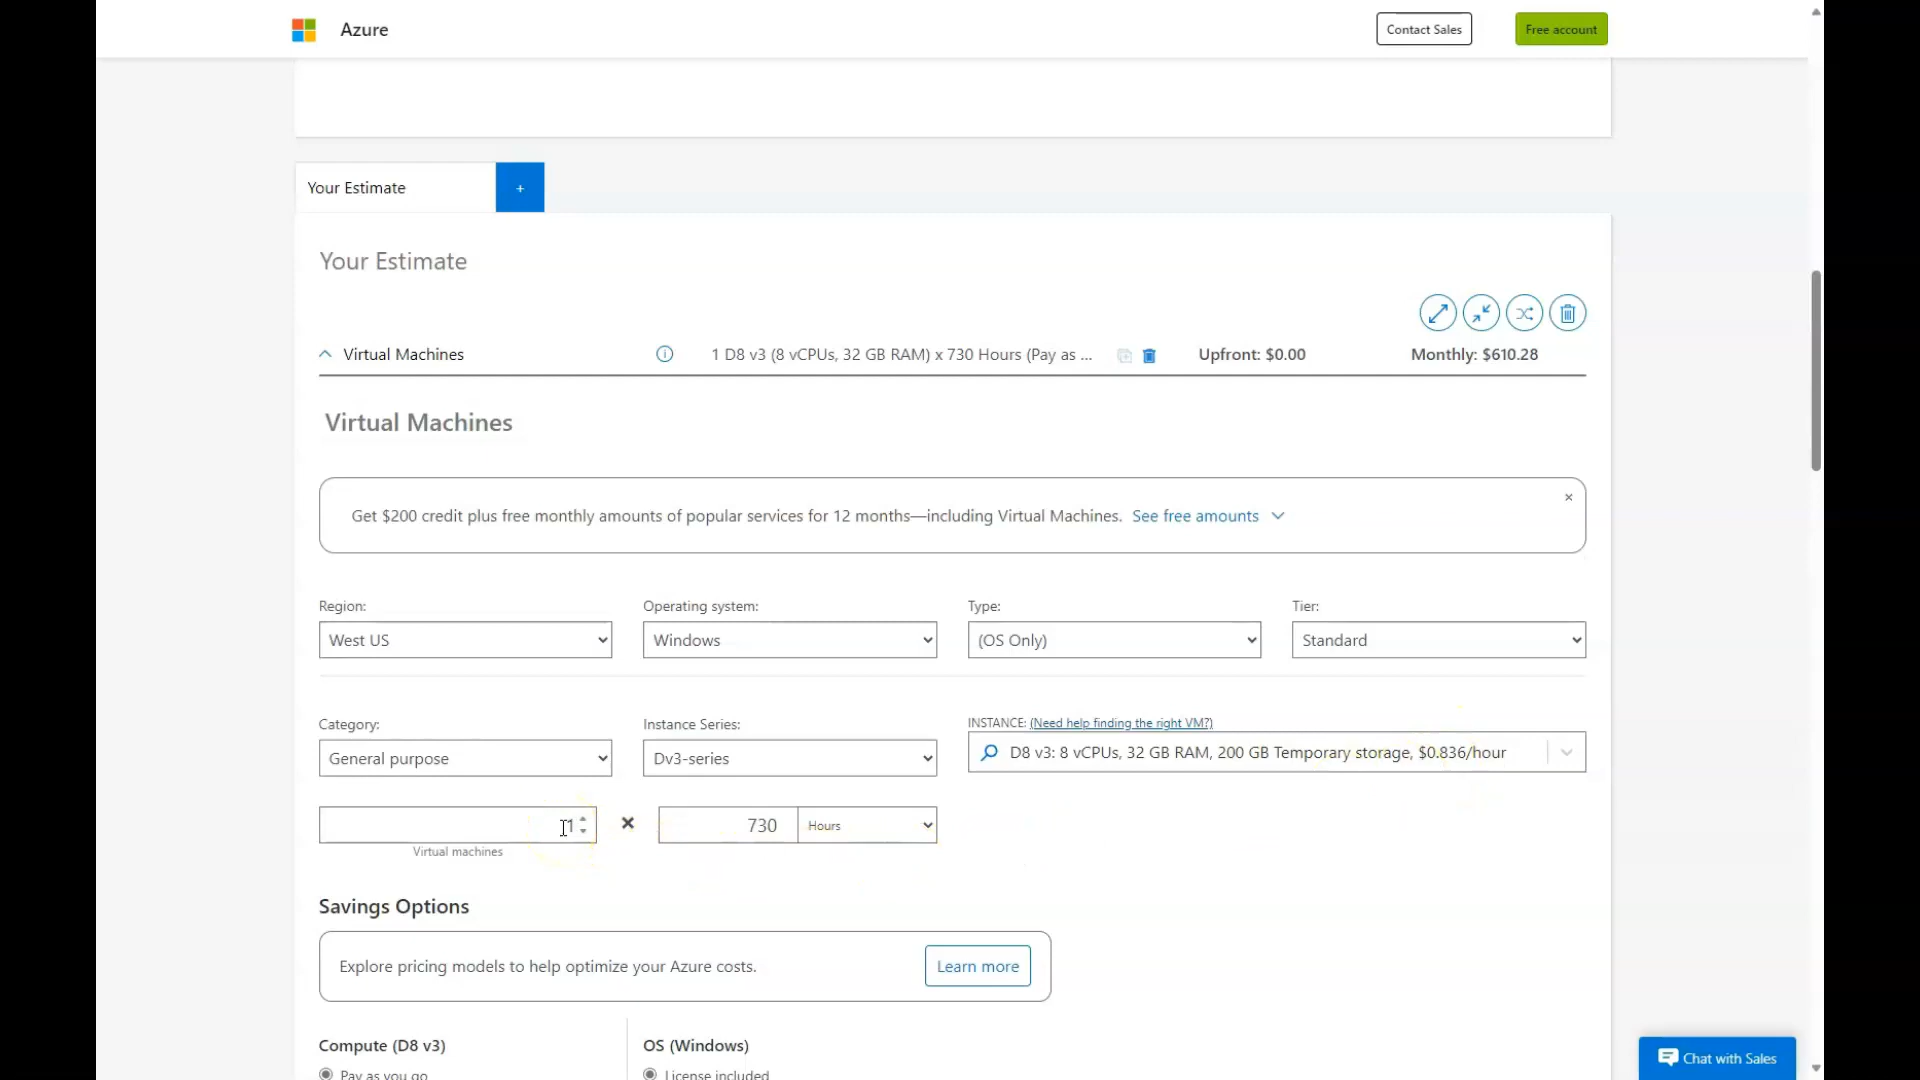 Azure
Contact Sales
Free account
Your Estimate
+
Your Estimate
Virtual Machines
1 D8 v3 (8 vCPUs, 32 GB RAM) x 730 Hours (Pay as ...
Upfront: $0.00
Monthly: $610.28
Virtual Machines
Get $200 credit plus free monthly amounts of popular services for 12 months—including Virtual Machines. See free amounts
Region:
Operating system:
Type:
Tier:
West US
Windows
(OS Only)
Standard
Category:
Instance Series:
INSTANCE: (Need help finding the right VM?)
General purpose
Dv3-series
D8 v3: 8 vCPUs, 32 GB RAM, 200 GB Temporary storage, $0.836/hour
1
730
Hours
Virtual machines
Savings Options
Explore pricing models to help optimize your Azure costs.
Learn more
Compute (D8 v3)
OS (Windows)
Pay as you go
License included
Chat with Sales